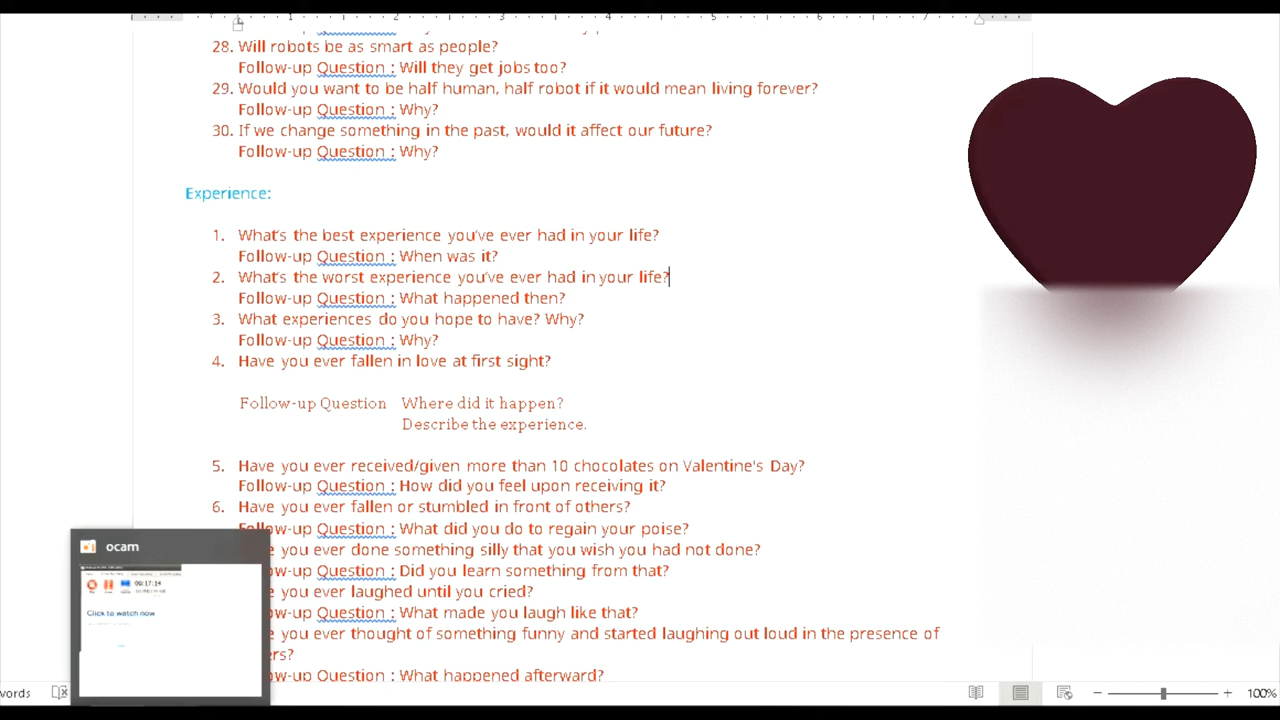 28. Will robots be as smart as people?
Follow-up Question : Will they get jobs too?
29. Would you want to be half human, half robot if it would mean living forever?
Follow-up Question : Why?
30. If we change something in the past, would it affect our future?
Follow-up Question : Why?
Experience:
1. What's the best experience you've ever had in your life?
Follow-up Question : When was it?
2. What's the worst experience you've ever had in your life?
Follow-up Question : What happened then?
3. What experiences do you hope to have? Why?
Follow-up Question : Why?
4. Have you ever fallen in love at first sight?
Follow-up Question Where did it happen?
Describe the experience.
5. Have you ever received/given more than 10 chocolates on Valentine's Day?
Follow-up Question : How did you feel upon receiving it?
6. Have you ever fallen or stumbled in front of others?
Follow-up Question : What did you do to regain your poise?
you ever done something silly that you wish you had not done?
Question : Did you learn something from that?
you ever laughed until you cried?
Question : What made you laugh like that?
you ever thought of something funny and started laughing out loud in the presence of
Question : What happened afterward?
ocam
00:17:14
Click to watch now
words
100%